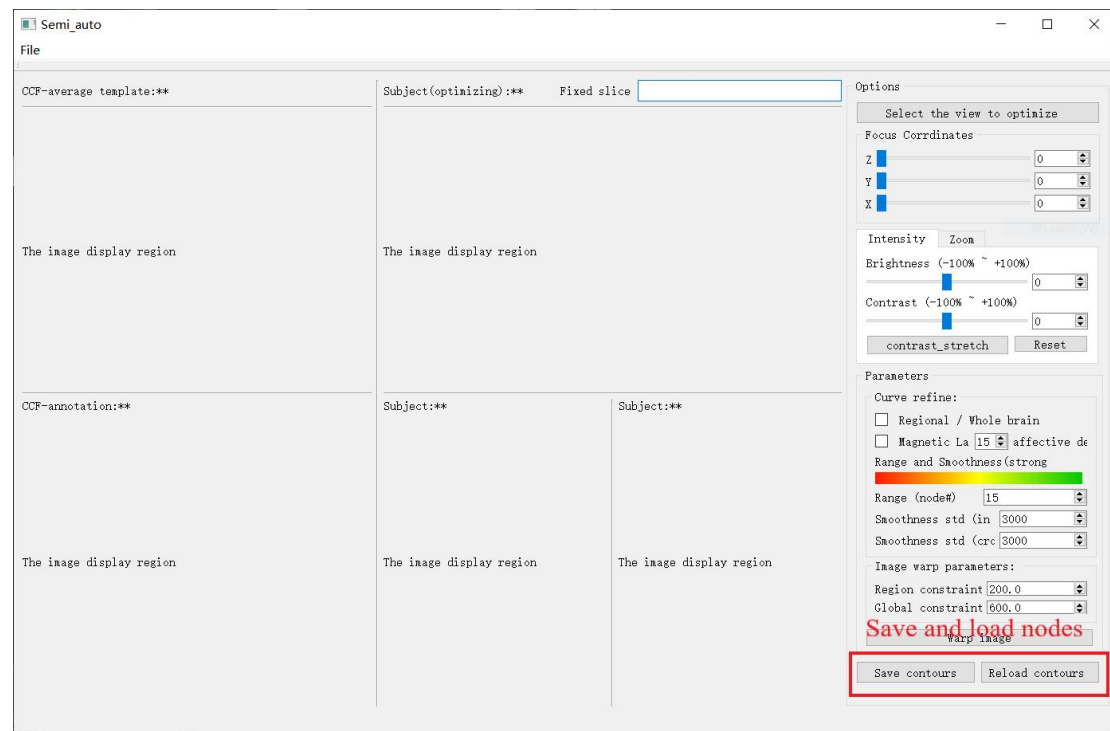 Semi_auto
File
CCF-average template:**
Subject(optimizing):**
Fixed slice
The image display region
The image display region
CCF-annotation:**
Subject:**
Subject:**
The image display region
The image display region
The image display region
Options
Select the view to optimize
Focus Corrdinates
Z 0
Y 0
X 0
Intensity Zoom
Brightness (-100% ~ +100%)
0
Contrast (-100% ~ +100%)
0
contrast_stretch Reset
Parameters
Curve refine:
Regional / Whole brain
Magnetic La 15 affective de
Range and Smoothness(strong
Range (node#) 15
Smoothness std (in 3000
Smoothness std (crc 3000
Image warp parameters:
Region constraint 200.0
Global constraint 600.0
Save and load nodes
Warp image
Save contours Reload contours